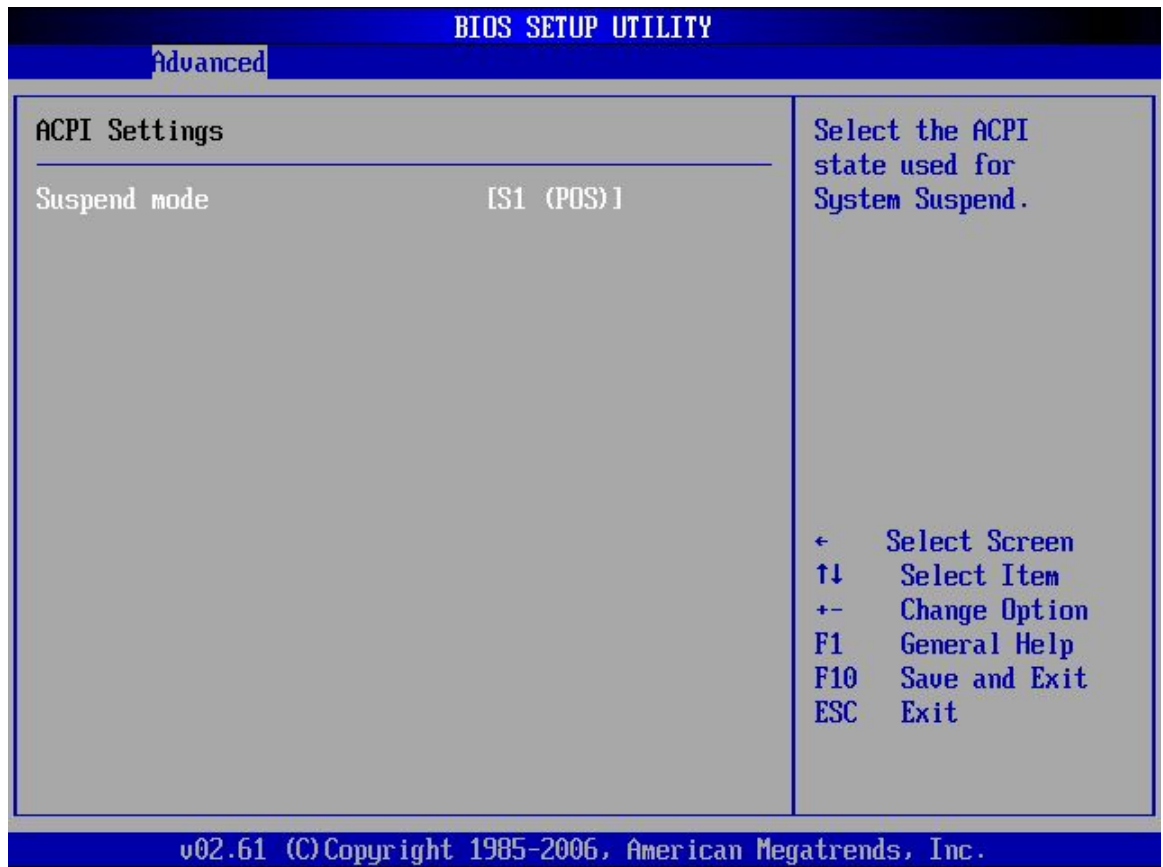 BIOS SETUP UTILITY
Advanced
ACPI Settings
Suspend mode [S1 (POS)]
Select the ACPI
state used for
System Suspend.
← Select Screen
↑↓ Select Item
+- Change Option
F1 General Help
F10 Save and Exit
ESC Exit
v02.61 (C)Copyright 1985-2006, American Megatrends, Inc.